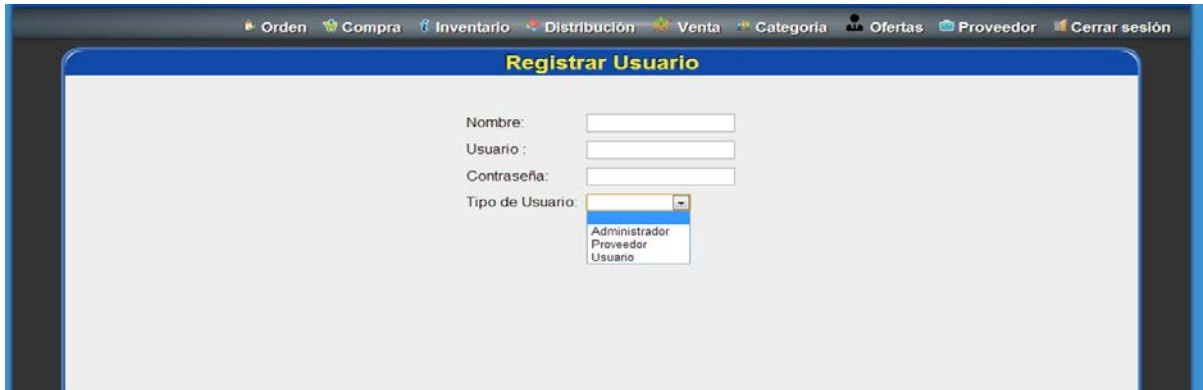 Orden Compra Inventario Distribución Venta Categoria Ofertas Proveedor Cerrar sesión
Registrar Usuario
Nombre:
Usuario :
Contraseña:
Tipo de Usuario:
Administrador
Proveedor
Usuario